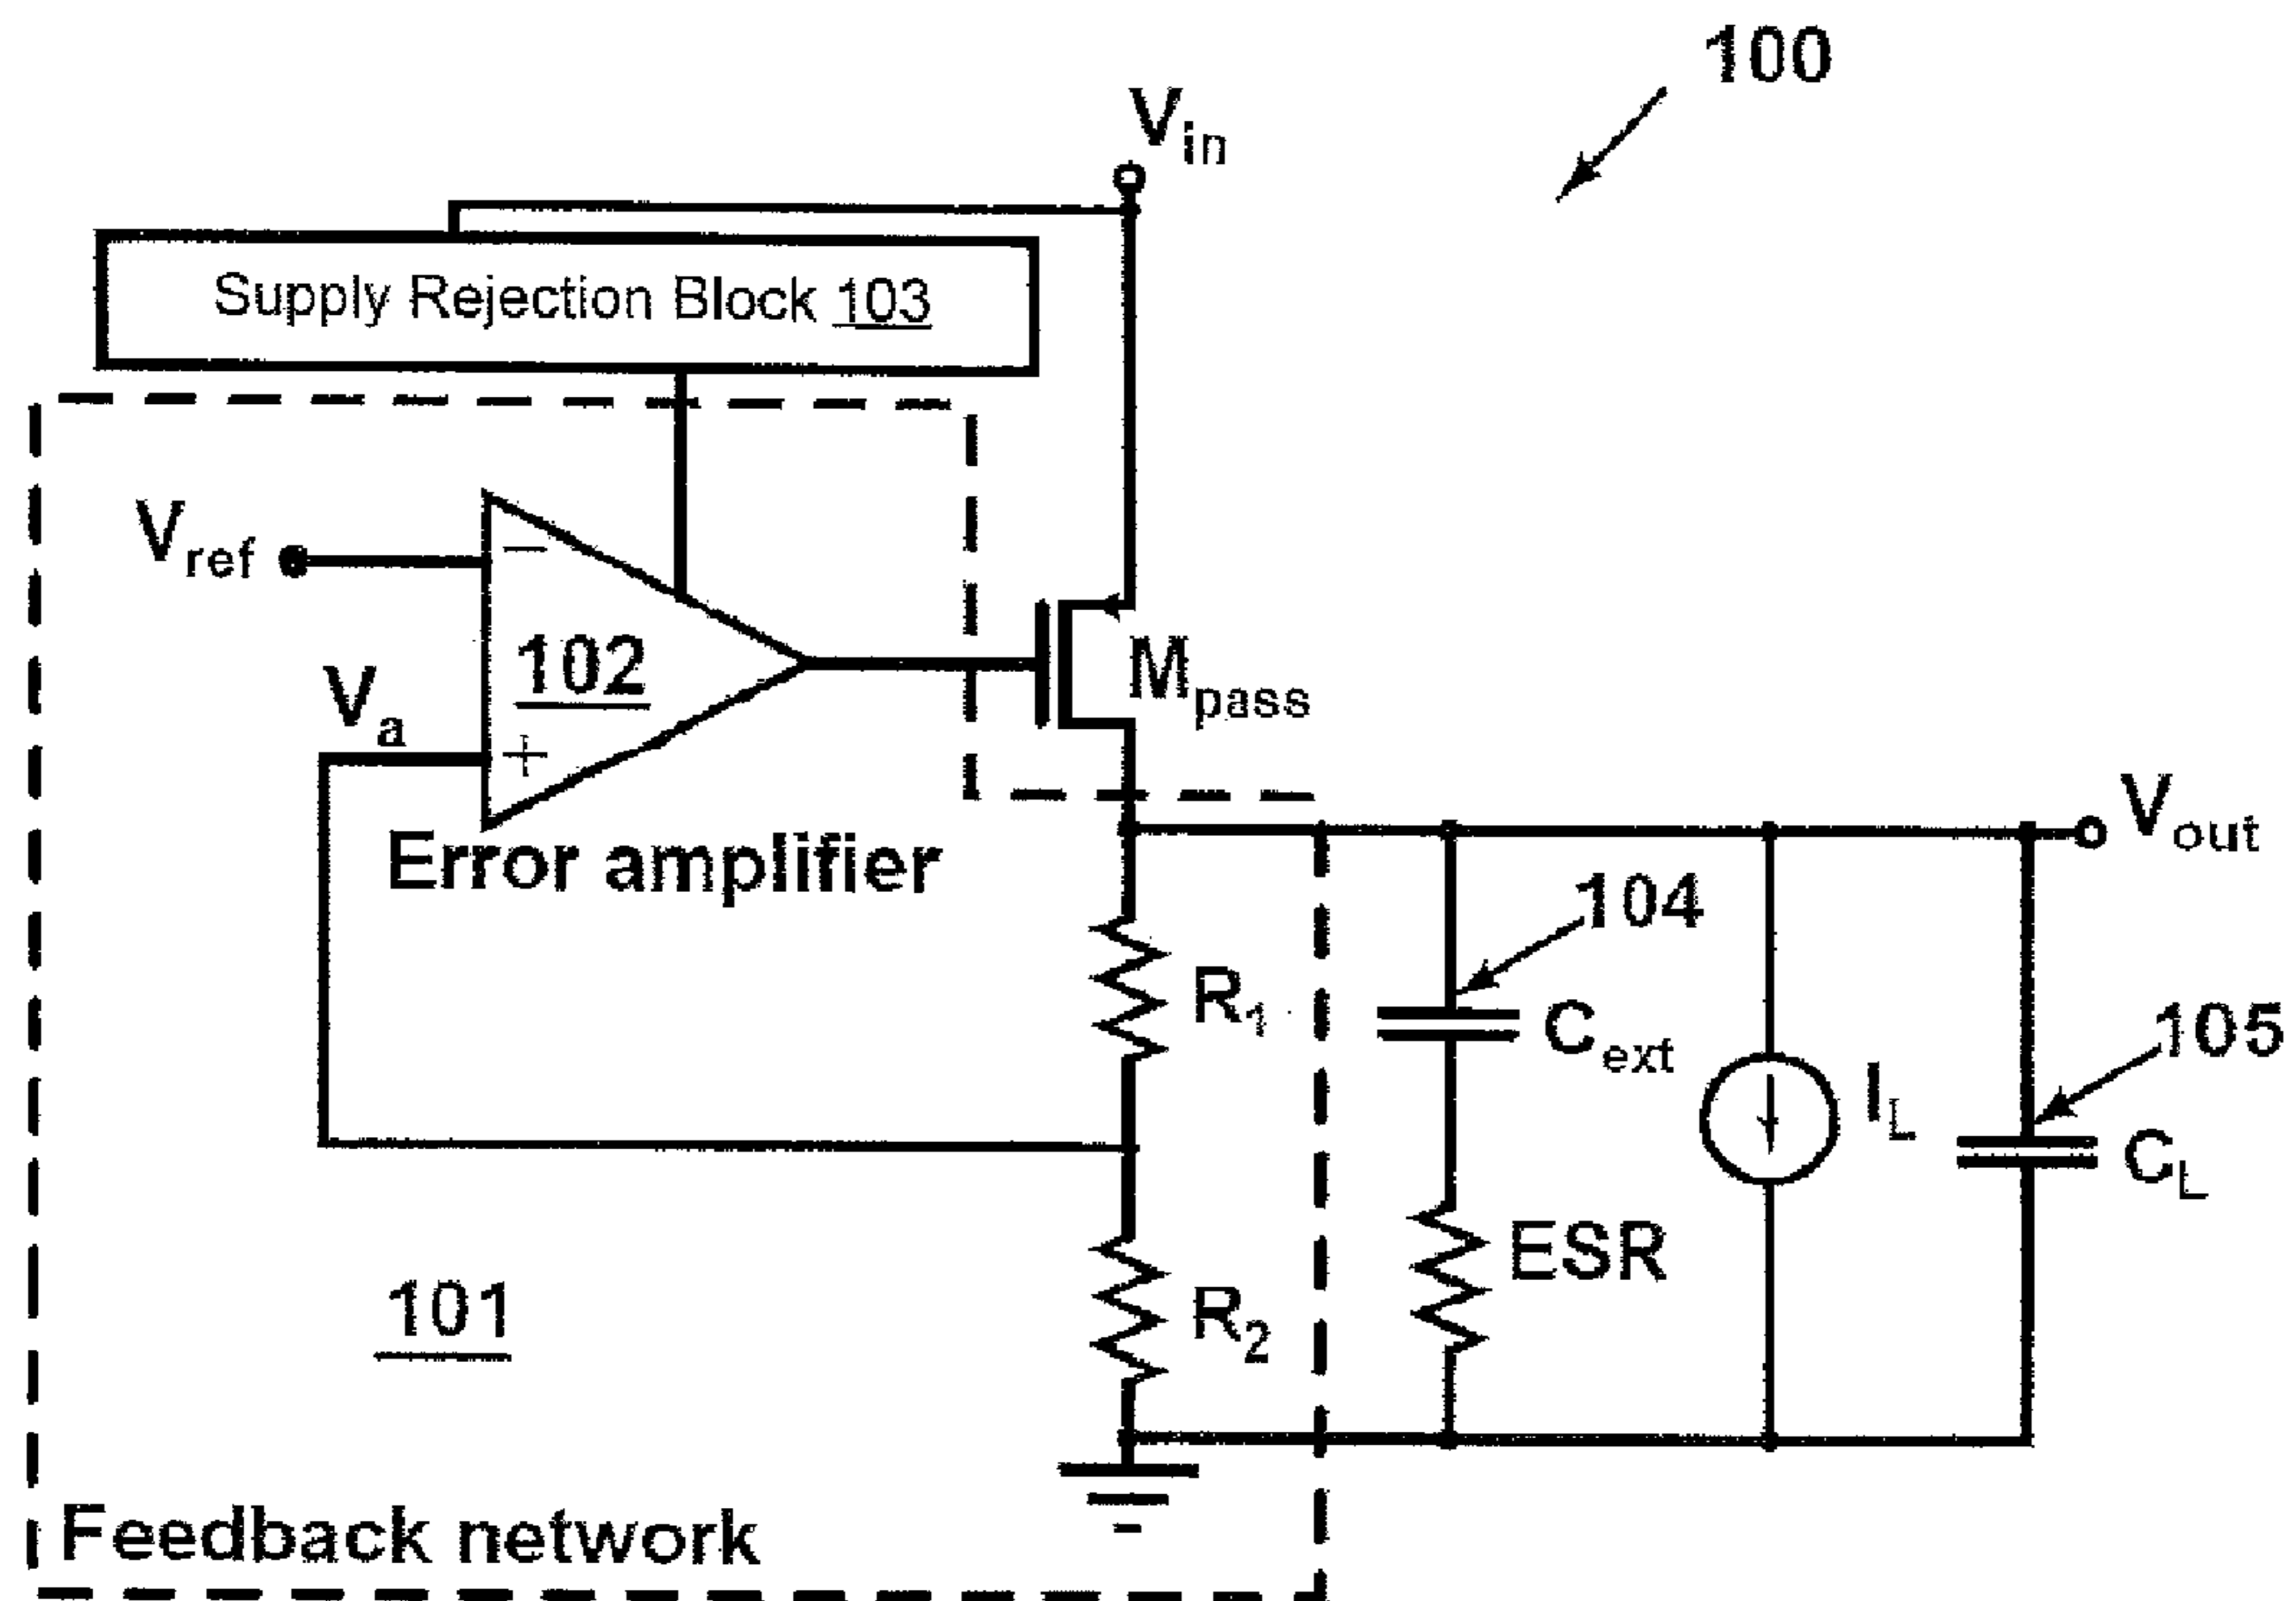 100
Vin
Supply Rejection Block 103
Vref
−
102
Va
+
Mpass
Error amplifier
Vout
104
R1
Cext
105
IL
CL
ESR
R2
101
Feedback network